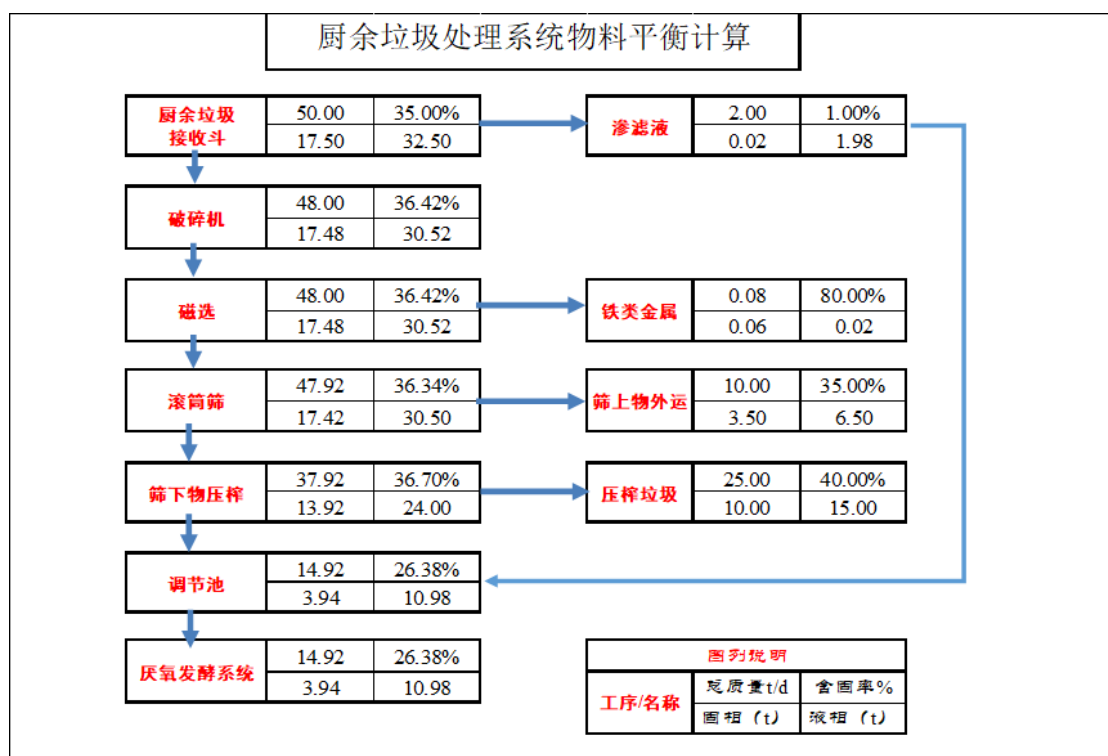 厨余垃圾处理系统物料平衡计算
厨余垃圾 50.00 35.00% 渗滤液 2.00 1.00%
接收斗 17.50 32.50 0.02 1.98
破碎机 48.00 36.42%
17.48 30.52
磁选 48.00 36.42% 铁类金属 0.08 80.00%
17.48 30.52 0.06 0.02
滚筒筛 47.92 36.34% 筛上物外运 10.00 35.00%
17.42 30.50 3.50 6.50
筛下物压榨 37.92 36.70% 压榨垃圾 25.00 40.00%
13.92 24.00 10.00 15.00
调节池 14.92 26.38%
3.94 10.98
厌氧发酵系统 14.92 26.38%
3.94 10.98
图列说明
工序/名称 总质量t/d 含固率%
固相（t） 液相（t）